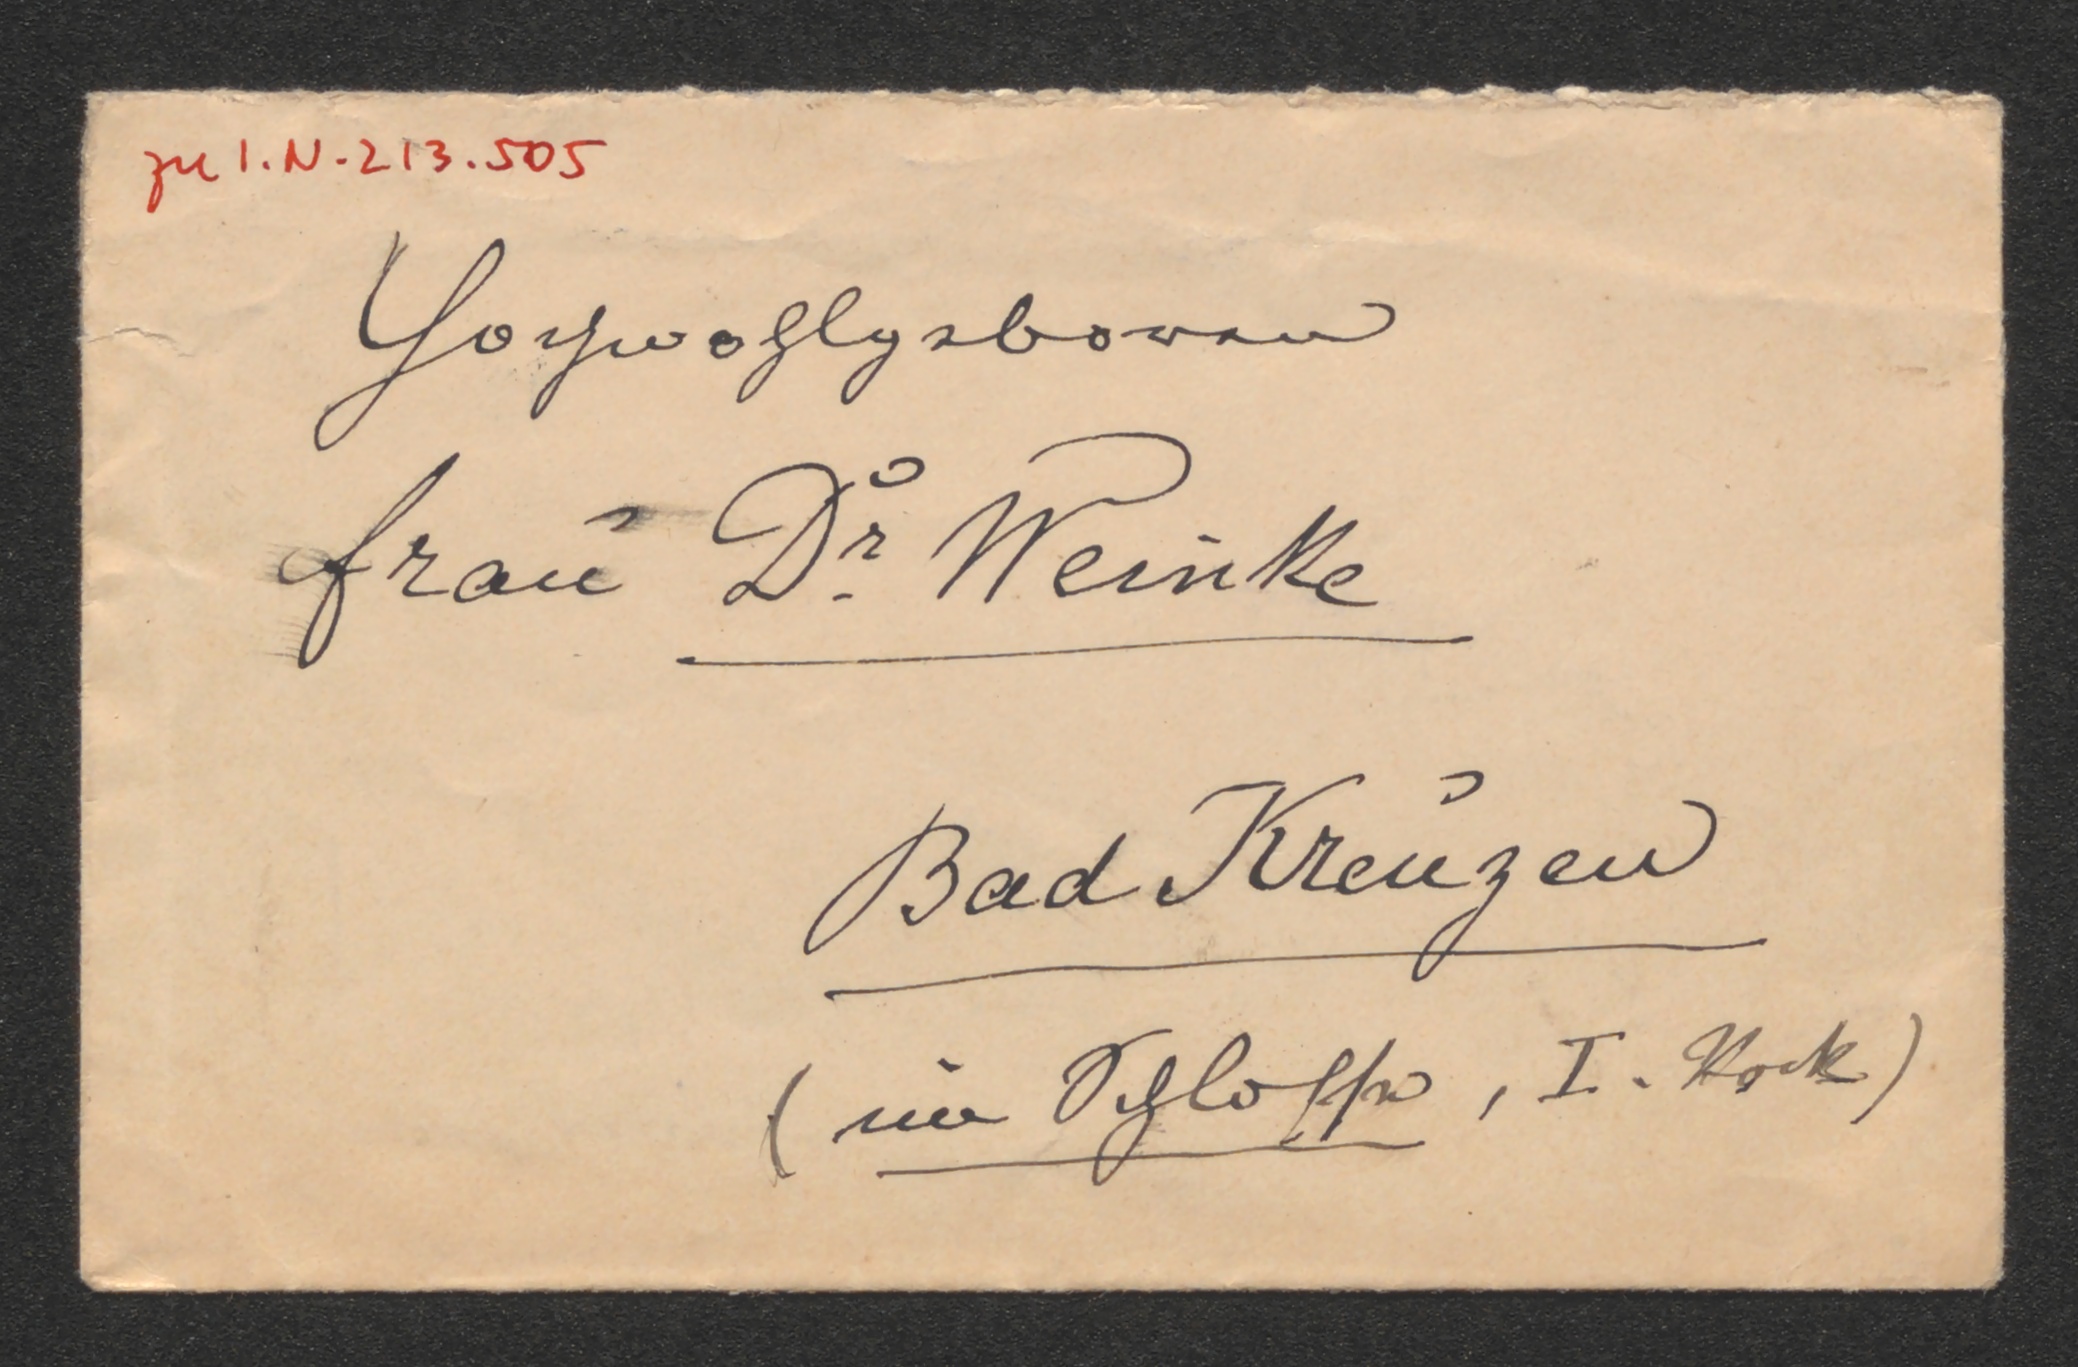 zu I.N. 213.505
Hochwohlgeboren
Frau Dr. Weinke
Bad Kreuzen
(im Schlosse, I. Stock)